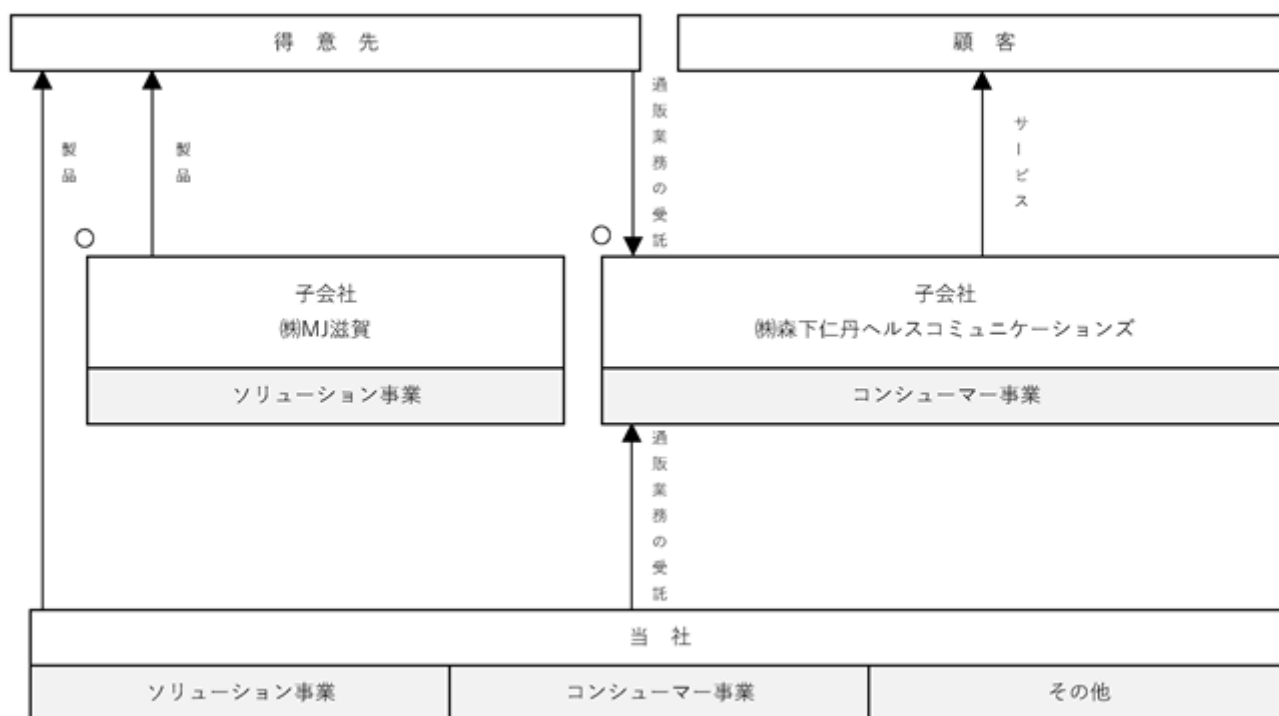 得 意 先
顧 客
製品
製品
通販業務の受託
サービス
○
○
子会社
㈱MJ滋賀
ソリューション事業
子会社
㈱森下仁丹ヘルスコミュニケーションズ
コンシューマー事業
通販業務の受託
当 社
ソリューション事業
コンシューマー事業
その他